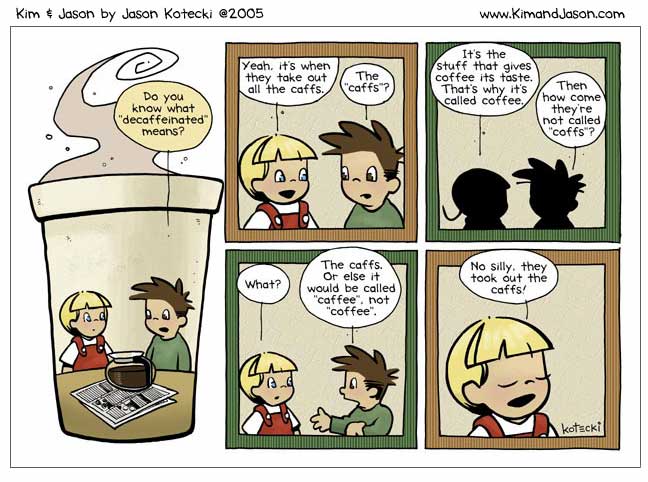 Kim & Jason by Jason Kotecki @2005
www.KimandJason.com
Do you
know what
"decaffeinated"
means?
Yeah, it's when
they take out
all the caffs.
The
"caffs"?
It's the
stuff that gives
coffee its taste.
That's why it's
called coffee.
Then
how come
they're
not called
"coffs"?
What?
The caffs.
Or else it
would be called
"caffee", not
"coffee".
No silly, they
took out the
caffs!
kotecki